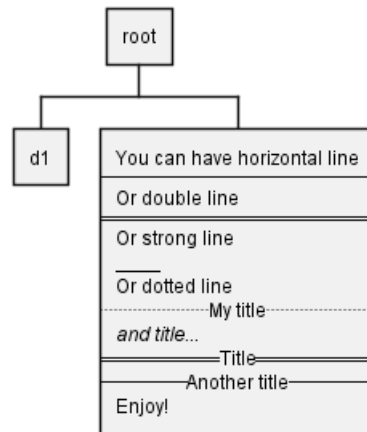 root
d1
You can have horizontal line
Or double line
Or strong line
____
Or dotted line
My title
and title...
Title
Another title
Enjoy!